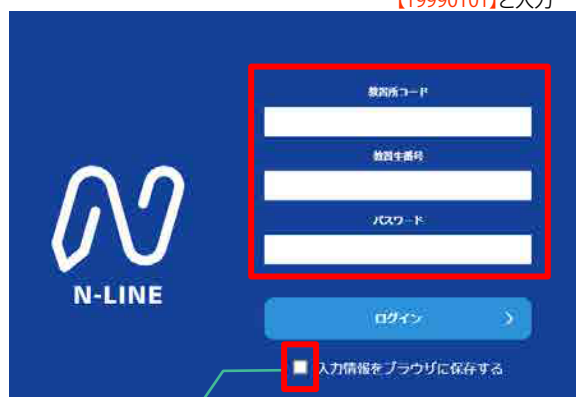 【19990101】と入力
教習所コード
教習生番号
パスワード
N-LINE
ログイン
入力情報をブラウザに保存する